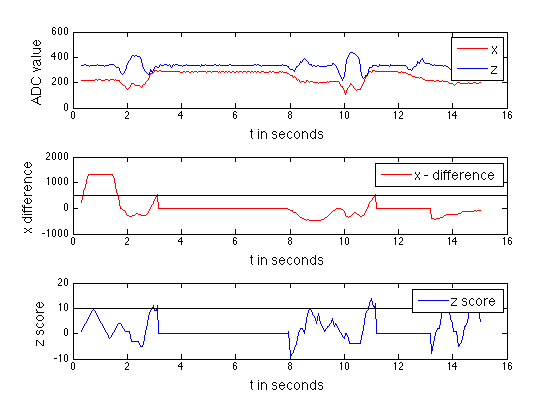 600
400
200
0
ADC value
x
z
0 2 4 6 8 10 12 14 16
t in seconds
2000
1000
0
-1000
x difference
x - difference
0 2 4 6 8 10 12 14 16
t in seconds
20
10
0
-10
z score
z score
0 2 4 6 8 10 12 14 16
t in seconds